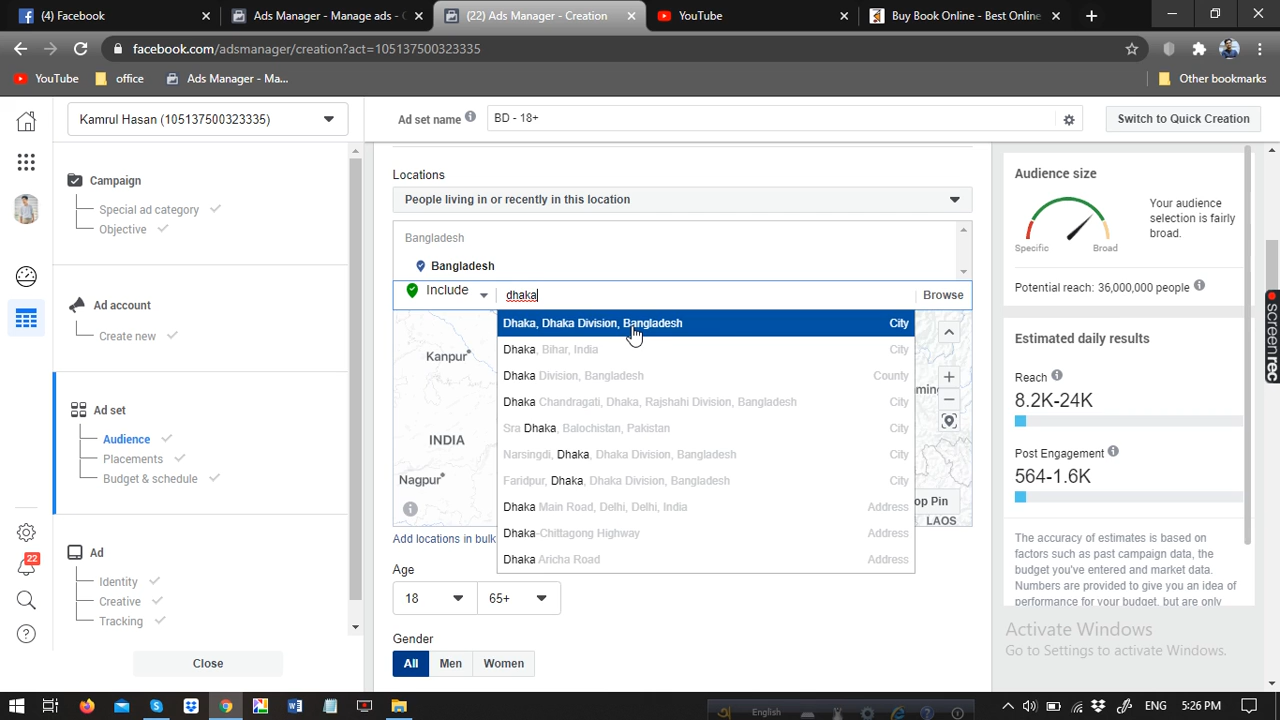 (4) Facebook
Ads Manager - Manage ads -
(22) Ads Manager - Creation
YouTube
Buy Book Online - Best Online
facebook.com/adsmanager/creation?act=105137500323335
YouTube
office
Ads Manager - Ma...
Other bookmarks
Kamrul Hasan (105137500323335)
Ad set name
BD - 18+
Switch to Quick Creation
Campaign
Special ad category
Objective
Ad account
Create new
Ad set
Audience
Placements
Budget & schedule
Ad
Identity
Creative
Tracking
Close
22
Locations
People living in or recently in this location
Bangladesh
Bangladesh
Include
dhaka
Browse
Dhaka, Dhaka Division, Bangladesh City
Dhaka, Bihar, India City
Dhaka Division, Bangladesh County
Dhaka Chandragati, Dhaka, Rajshahi Division, Bangladesh City
Sra Dhaka, Balochistan, Pakistan City
Narsingdi, Dhaka, Dhaka Division, Bangladesh City
Faridpur, Dhaka, Dhaka Division, Bangladesh City
Dhaka Main Road, Delhi, Delhi, India Address
Dhaka-Chittagong Highway Address
Dhaka Aricha Road Address
Kanpur
INDIA
Nagpur
ming
op Pin
LAOS
Add locations in bulk
Age
18
65+
Gender
All
Men
Women
Audience size
Your audience
selection is fairly
broad.
Specific
Broad
Potential reach: 36,000,000 people
Estimated daily results
Reach
8.2K-24K
Post Engagement
564-1.6K
The accuracy of estimates is based on
factors such as past campaign data, the
budget you've entered and market data.
Numbers are provided to give you an idea of
performance for your budget, but are only
Activate Windows
Go to Settings to activate Windows.
screenrec
English
ENG
5:26 PM